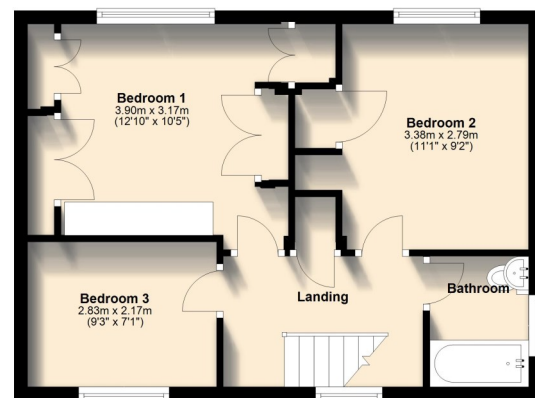 Bedroom 1
3.90m x 3.17m
(12'10" x 10'5")
Bedroom 2
3.38m x 2.79m
(11'1" x 9'2")
Bedroom 3
2.83m x 2.17m
(9'3" x 7'1")
Landing
Bathroom